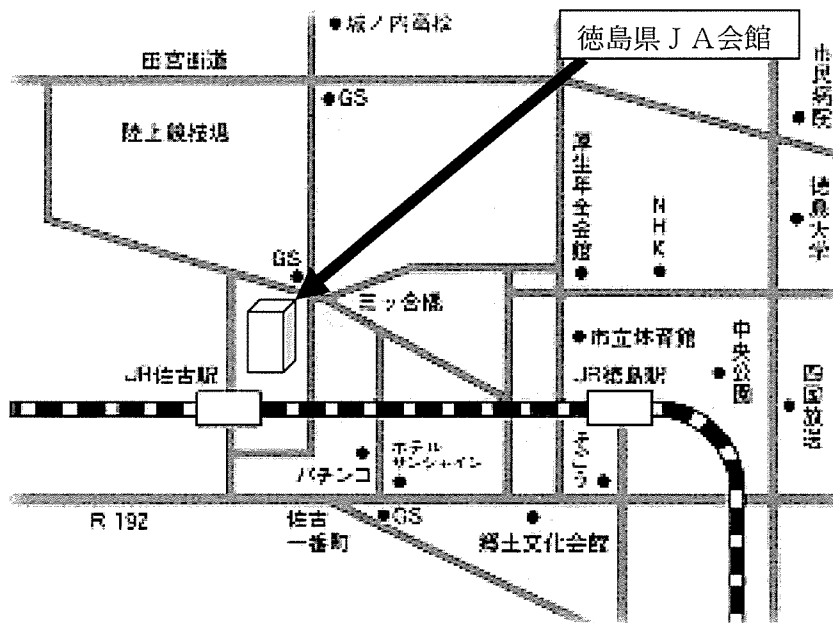 城ノ内高校
徳島県ＪＡ会館
田宮街道
GS
市民病院
陸上競技場
厚生年金会館
NHK
徳島大学
GS
三ッ合橋
市立体育館
中央公園
JR佐古駅
JR徳島駅
四国放送
ホテル
サンシャイン
そごう
パチンコ
R 192
佐古
一番町
GS
郷土文化会館